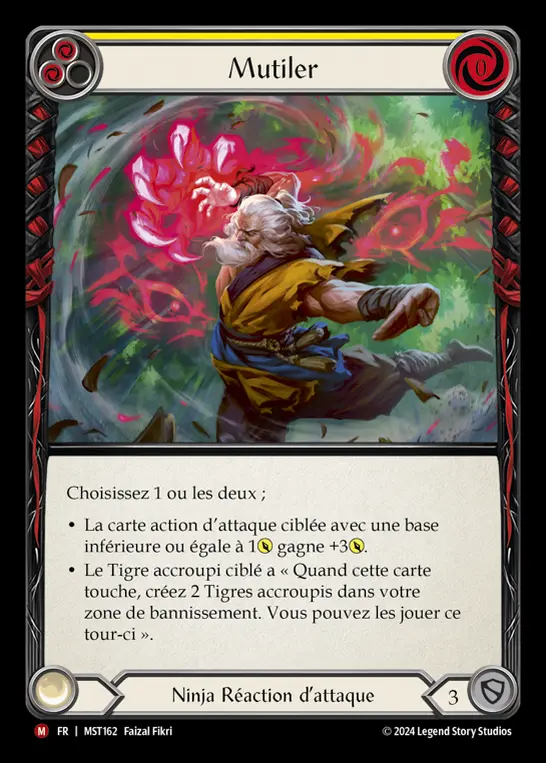 Mutiler
0
Choisissez 1 ou les deux ;
• La carte action d'attaque ciblée avec une base
inférieure ou égale à 1 gagne +3.
• Le Tigre accroupi ciblé a « Quand cette carte
touche, créez 2 Tigres accroupis dans votre
zone de bannissement. Vous pouvez les jouer ce
tour-ci ».
Ninja Réaction d'attaque
3
M FR | MST162 Faizal Fikri
© 2024 Legend Story Studios